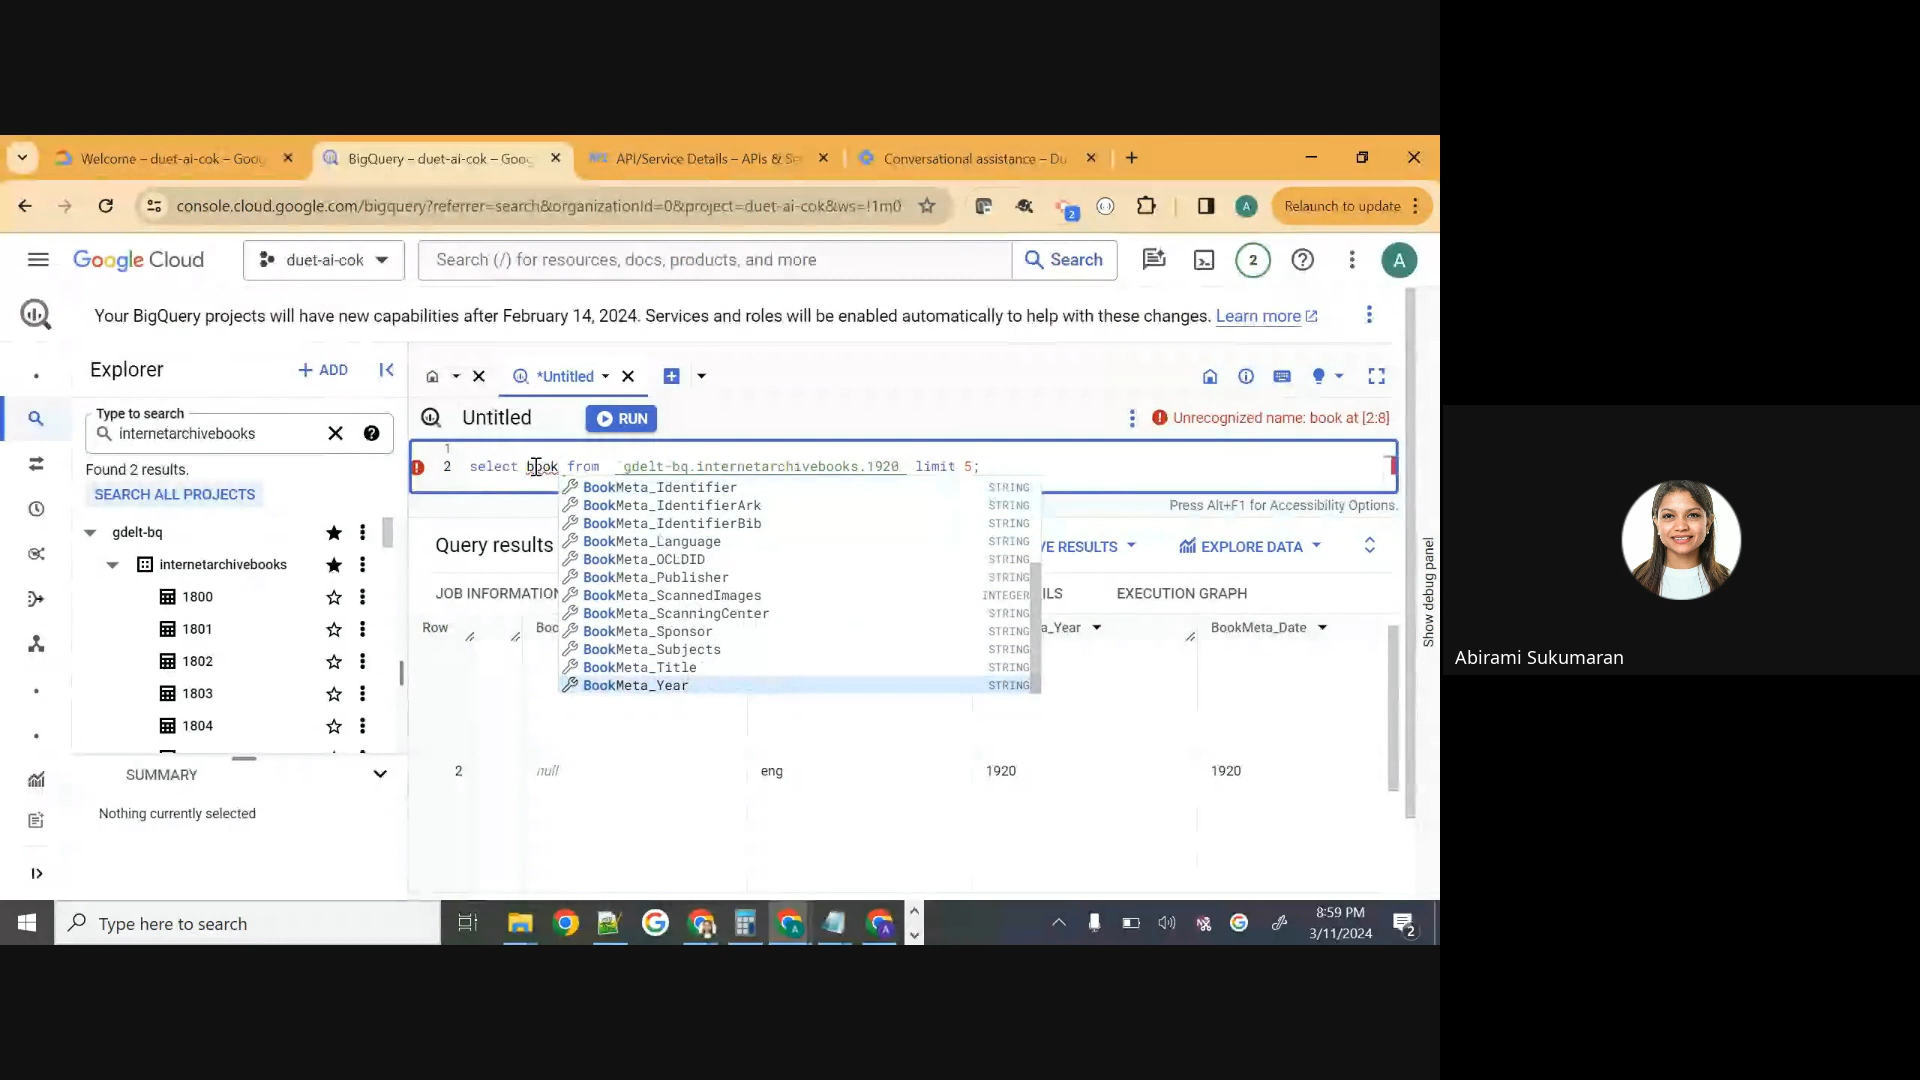 Welcome – duet-ai-cok – Goog
BigQuery – duet-ai-cok – Goog
API/Service Details – APIs & Se
Conversational assistance – Du
console.cloud.google.com/bigquery?referrer=search&organizationId=0&project=duet-ai-cok&ws=!1m0
2
A
Relaunch to update
Google Cloud
duet-ai-cok
Search (/) for resources, docs, products, and more
Search
2
A
Your BigQuery projects will have new capabilities after February 14, 2024. Services and roles will be enabled automatically to help with these changes. Learn more
Explorer
+ ADD
*Untitled
Type to search
internetarchivebooks
Found 2 results.
SEARCH ALL PROJECTS
gdelt-bq
internetarchivebooks
1800
1801
1802
1803
1804
SUMMARY
Nothing currently selected
Untitled
RUN
Unrecognized name: book at [2:8]
1
2 select book from `gdelt-bq.internetarchivebooks.1920` limit 5;
Press Alt+F1 for Accessibility Options.
BookMeta_Identifier STRING
BookMeta_IdentifierArk STRING
BookMeta_IdentifierBib STRING
BookMeta_Language STRING
BookMeta_OCLDID STRING
BookMeta_Publisher STRING
BookMeta_ScannedImages INTEGER
BookMeta_ScanningCenter STRING
BookMeta_Sponsor STRING
BookMeta_Subjects STRING
BookMeta_Title STRING
BookMeta_Year STRING
Query results
VE RESULTS
EXPLORE DATA
JOB INFORMATION
ILS
EXECUTION GRAPH
Row
Boo
a_Year
BookMeta_Date
2 null eng 1920 1920
Show debug panel
Type here to search
8:59 PM
3/11/2024
2
Abirami Sukumaran